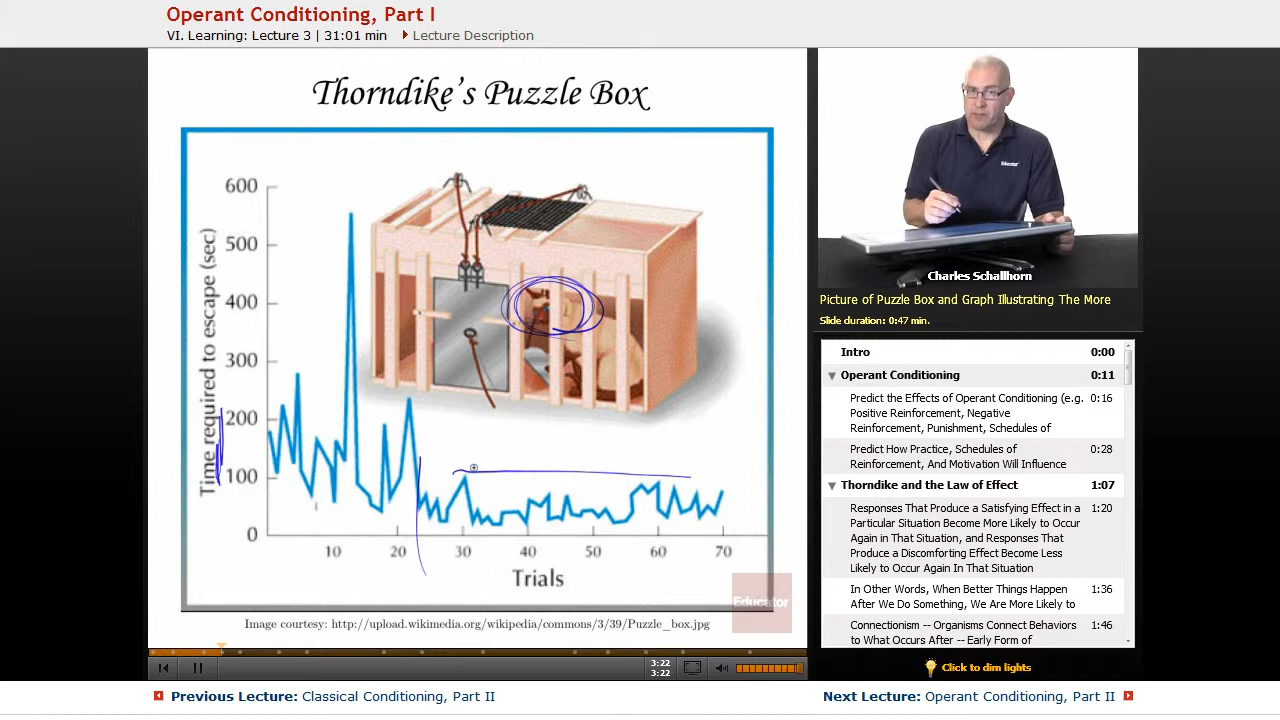 Operant Conditioning, Part I
VI. Learning: Lecture 3 | 31:01 min
Lecture Description
Thorndike's Puzzle Box
600
500
400
300
200
100
0
Time required to escape (sec)
10 20 30 40 50 60 70
Trials
Educator
Image courtesy: http://upload.wikimedia.org/wikipedia/commons/3/39/Puzzle_box.jpg
3:22
3:22
Educator
Charles Schallhorn
Picture of Puzzle Box and Graph Illustrating The More
Slide duration: 0:47 min.
Intro 0:00
Operant Conditioning 0:11
Predict the Effects of Operant Conditioning (e.g. 0:16
Positive Reinforcement, Negative
Reinforcement, Punishment, Schedules of
Predict How Practice, Schedules of 0:28
Reinforcement, And Motivation Will Influence
Thorndike and the Law of Effect 1:07
Responses That Produce a Satisfying Effect in a 1:20
Particular Situation Become More Likely to Occur
Again in That Situation, and Responses That
Produce a Discomforting Effect Become Less
Likely to Occur Again In That Situation
In Other Words, When Better Things Happen 1:36
After We Do Something, We Are More Likely to
Connectionism -- Organisms Connect Behaviors 1:46
to What Occurs After -- Early Form of
Click to dim lights
Previous Lecture: Classical Conditioning, Part II
Next Lecture: Operant Conditioning, Part II